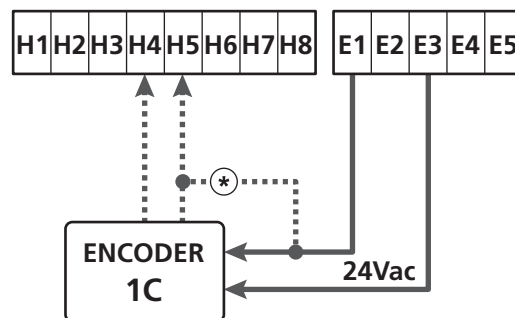 H1 H2 H3 H4 H5 H6 H7 H8 E1 E2 E3 E4 E5
*
ENCODER
1C
24Vac